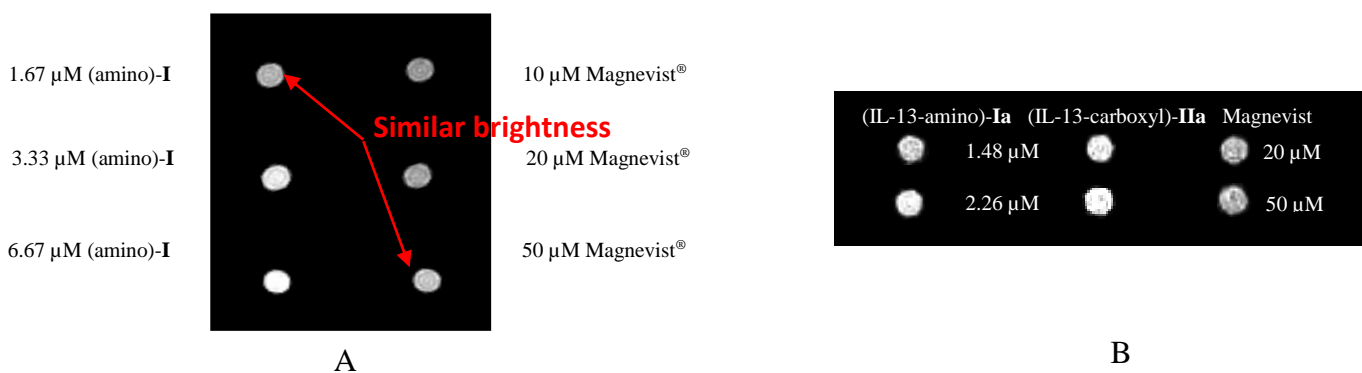 1.67 µM (amino)-I 10 µM Magnevist®
Similar brightness
3.33 µM (amino)-I 20 µM Magnevist®
6.67 µM (amino)-I 50 µM Magnevist®
A
(IL-13-amino)-Ia (IL-13-carboxyl)-IIa Magnevist
1.48 µM 20 µM
2.26 µM 50 µM
B